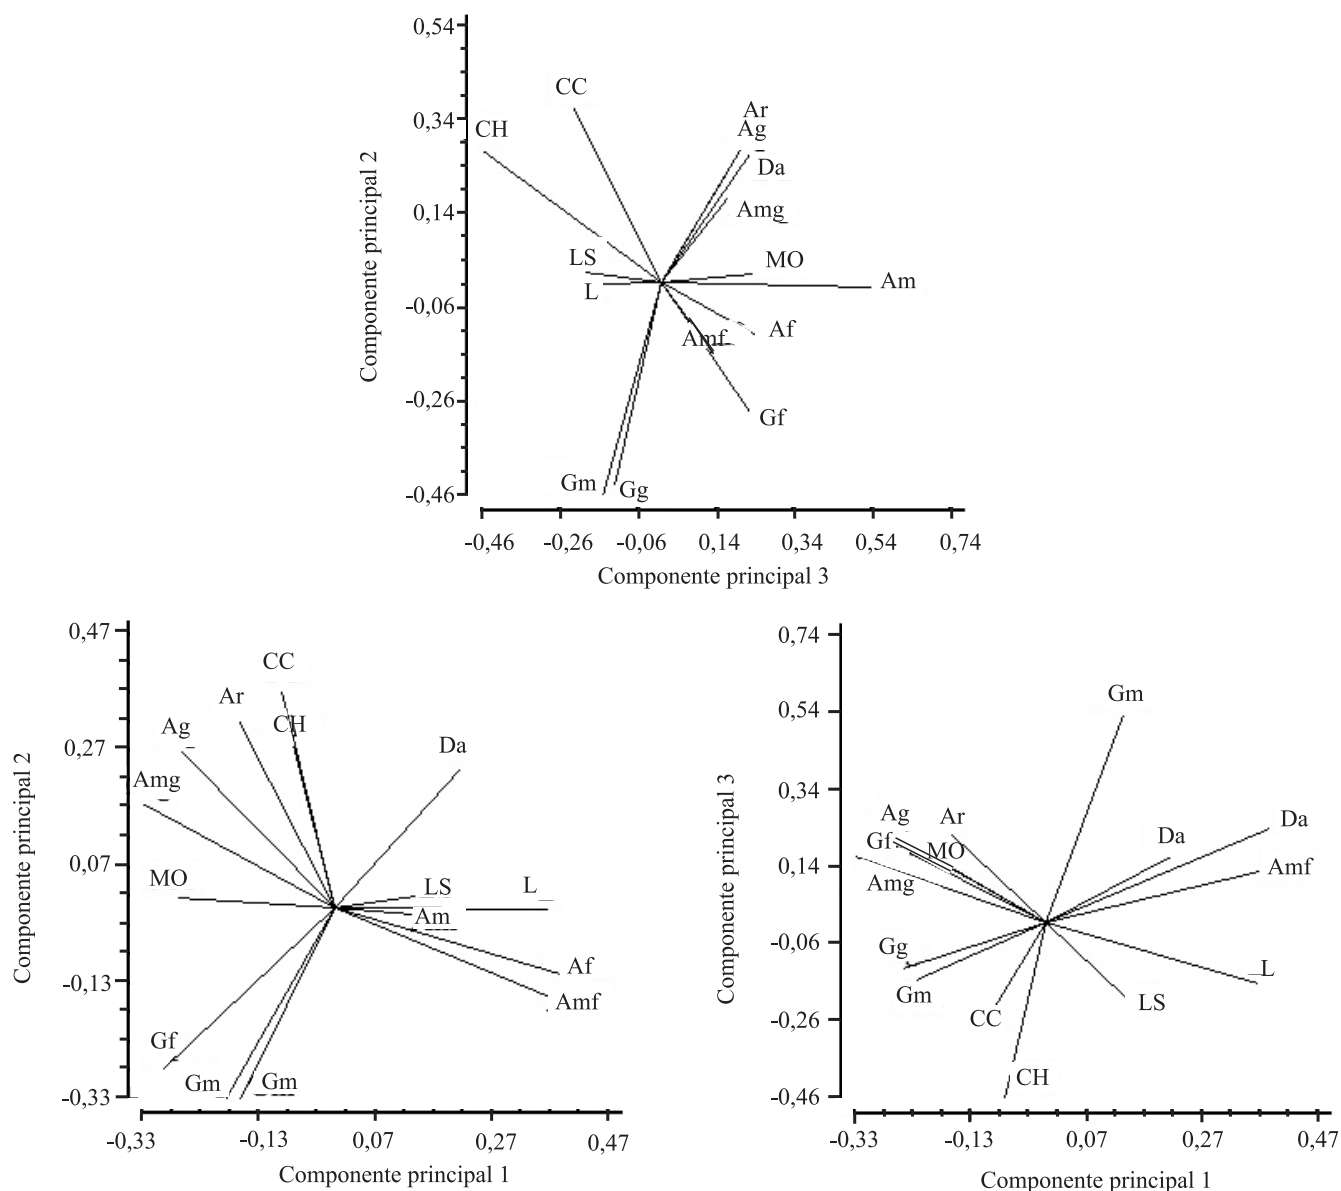 0,54
CC
0,34
Ar
CH
Ag
Da
Componente principal 2
0,14
Amg
LS
MO
L
Am
-0,06
Af
Amf
-0,26
Gf
Gm
Gg
-0,46
-0,46 -0,26 -0,06 0,14 0,34 0,54 0,74
Componente principal 3
0,47
CC
Ar
CH
Ag
0,27
Da
Amg
Componente principal 2
0,07
MO
LS
L
Am
-0,13
Af
Amf
Gf
Gm
Gm
-0,33
-0,33 -0,13 0,07 0,27 0,47
Componente principal 1
0,74
Gm
0,54
0,34
Componente principal 3
Ag
Ar
Da
Da
Gf
MO
0,14
Amf
Amg
-0,06
Gg
L
Gm
LS
-0,26
CC
CH
-0,46
-0,33 -0,13 0,07 0,27 0,47
Componente principal 1